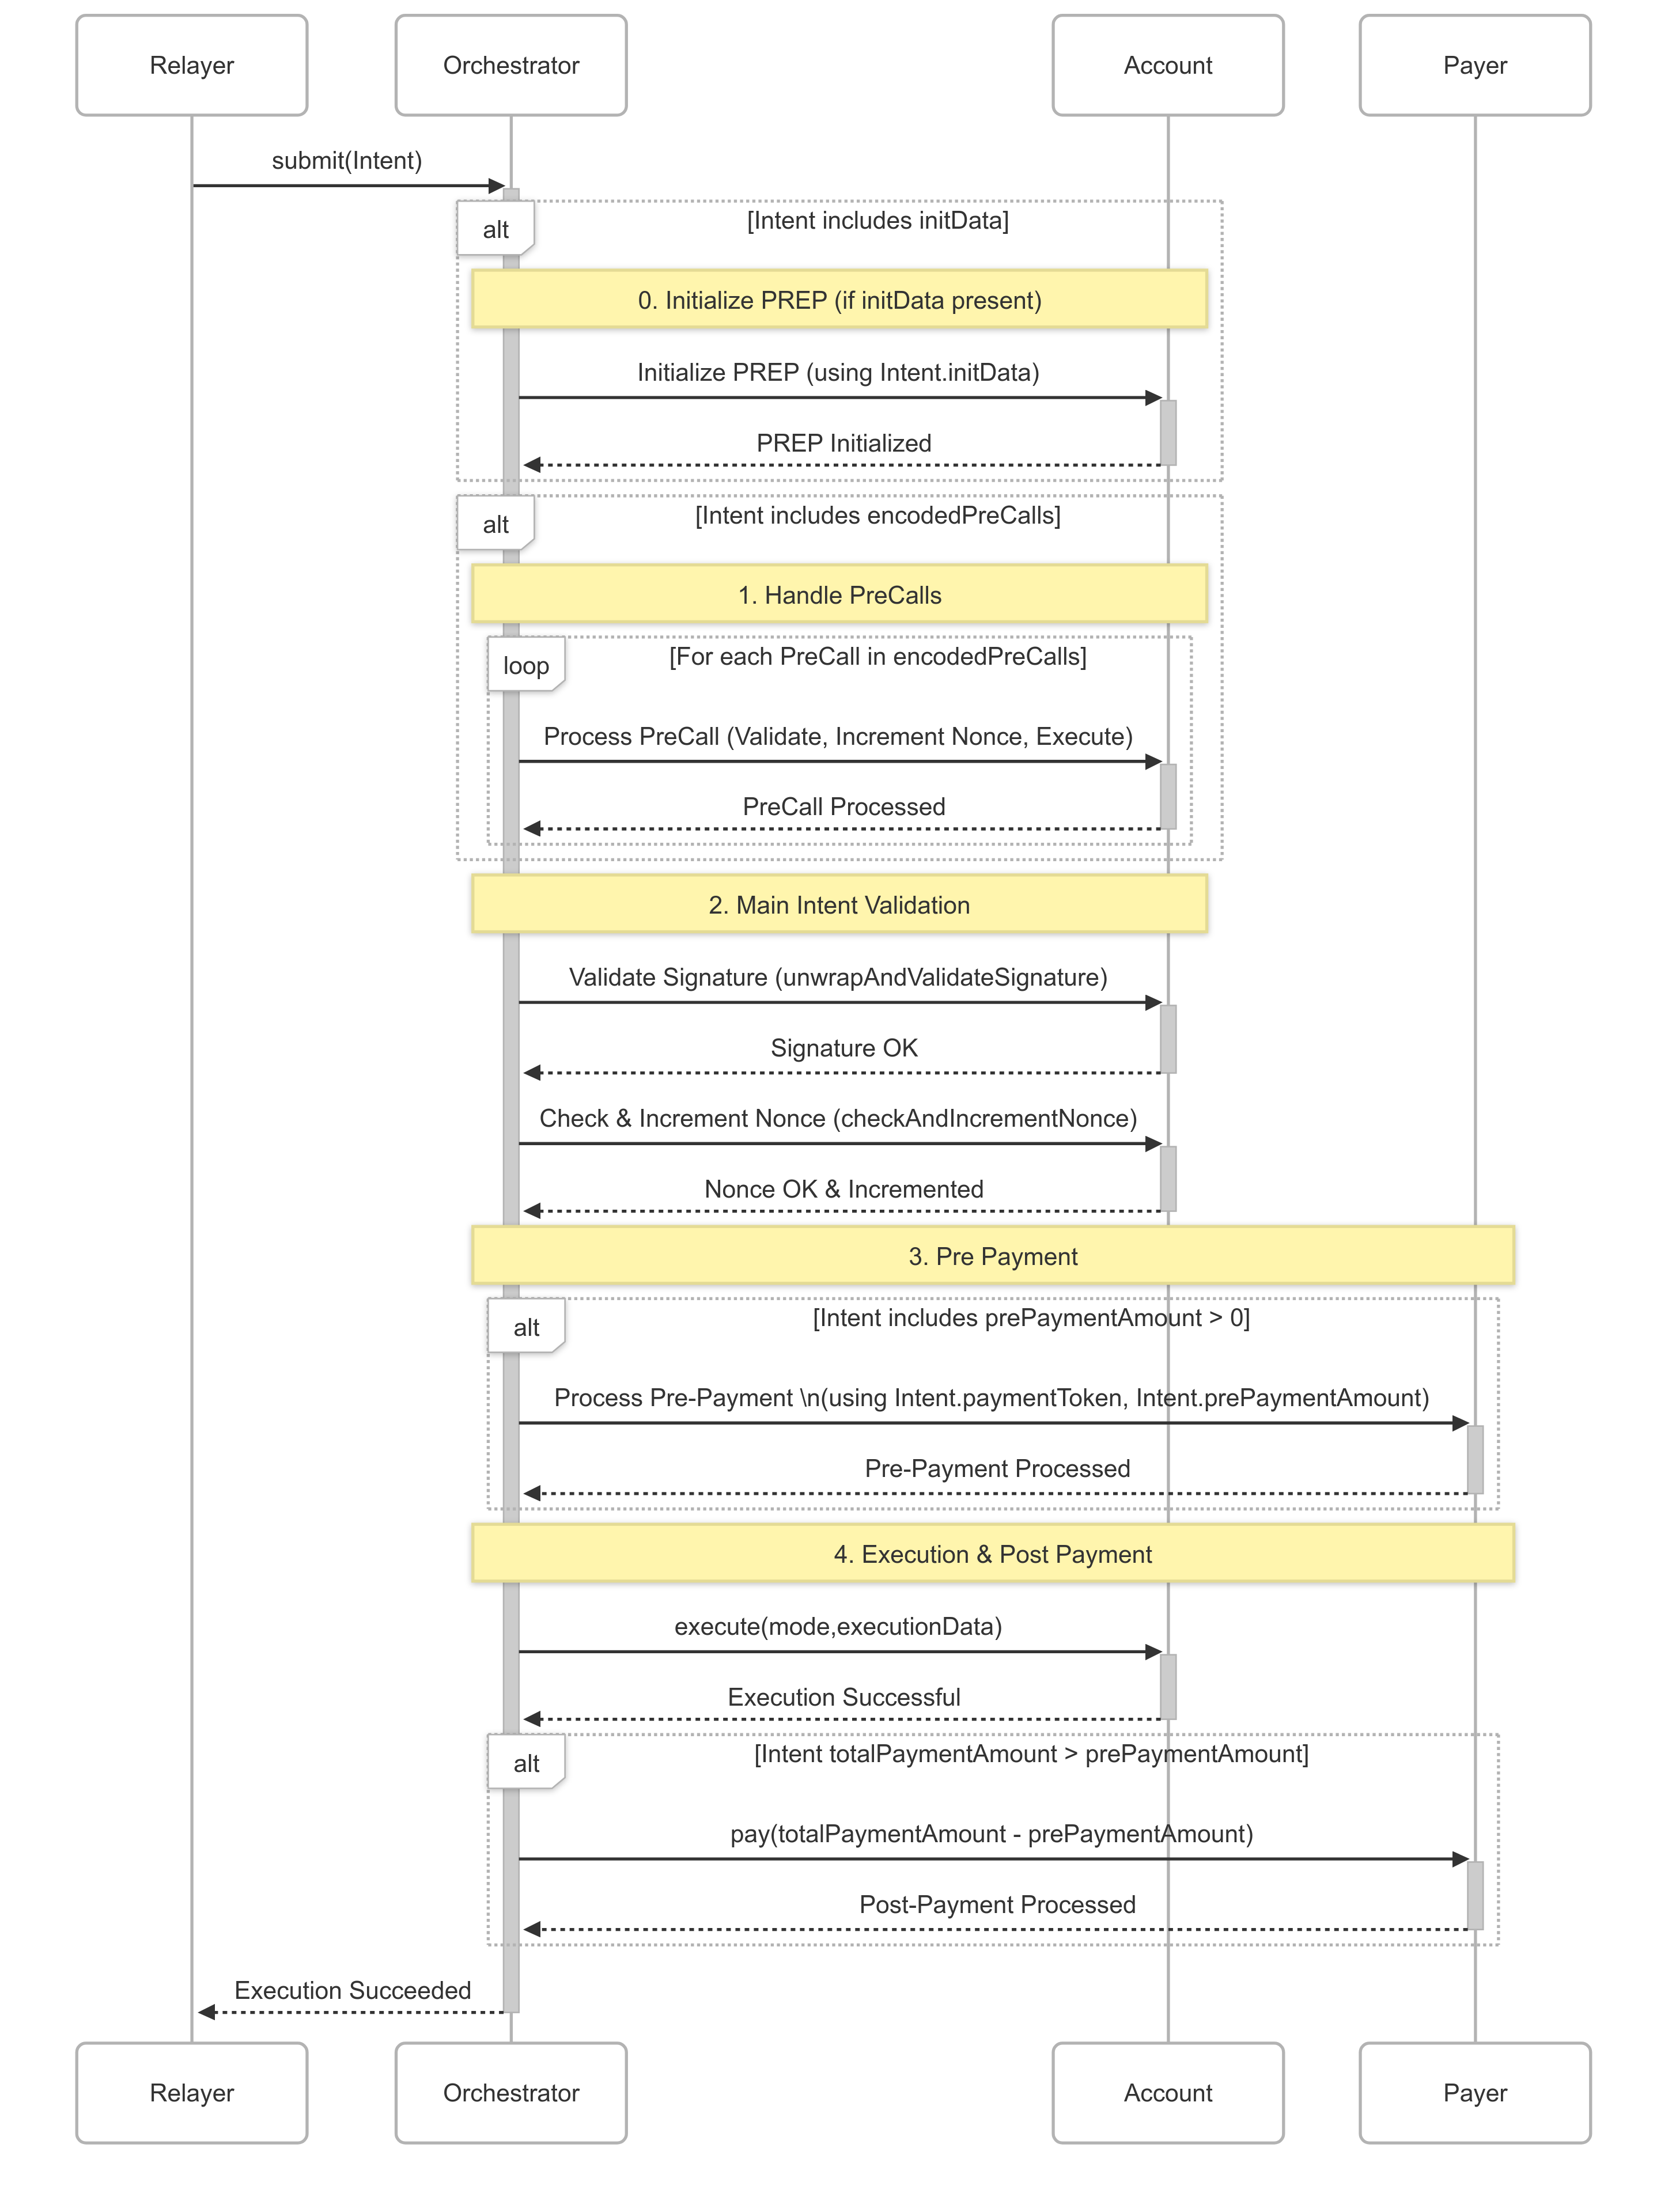 Relayer
Orchestrator
Account
Payer
submit(Intent)
alt
[Intent includes initData]
0. Initialize PREP (if initData present)
Initialize PREP (using Intent.initData)
PREP Initialized
alt
[Intent includes encodedPreCalls]
1. Handle PreCalls
loop
[For each PreCall in encodedPreCalls]
Process PreCall (Validate, Increment Nonce, Execute)
PreCall Processed
2. Main Intent Validation
Validate Signature (unwrapAndValidateSignature)
Signature OK
Check & Increment Nonce (checkAndIncrementNonce)
Nonce OK & Incremented
3. Pre Payment
alt
[Intent includes prePaymentAmount > 0]
Process Pre-Payment \n(using Intent.paymentToken, Intent.prePaymentAmount)
Pre-Payment Processed
4. Execution & Post Payment
execute(mode,executionData)
Execution Successful
alt
[Intent totalPaymentAmount > prePaymentAmount]
pay(totalPaymentAmount - prePaymentAmount)
Post-Payment Processed
Execution Succeeded
Relayer
Orchestrator
Account
Payer